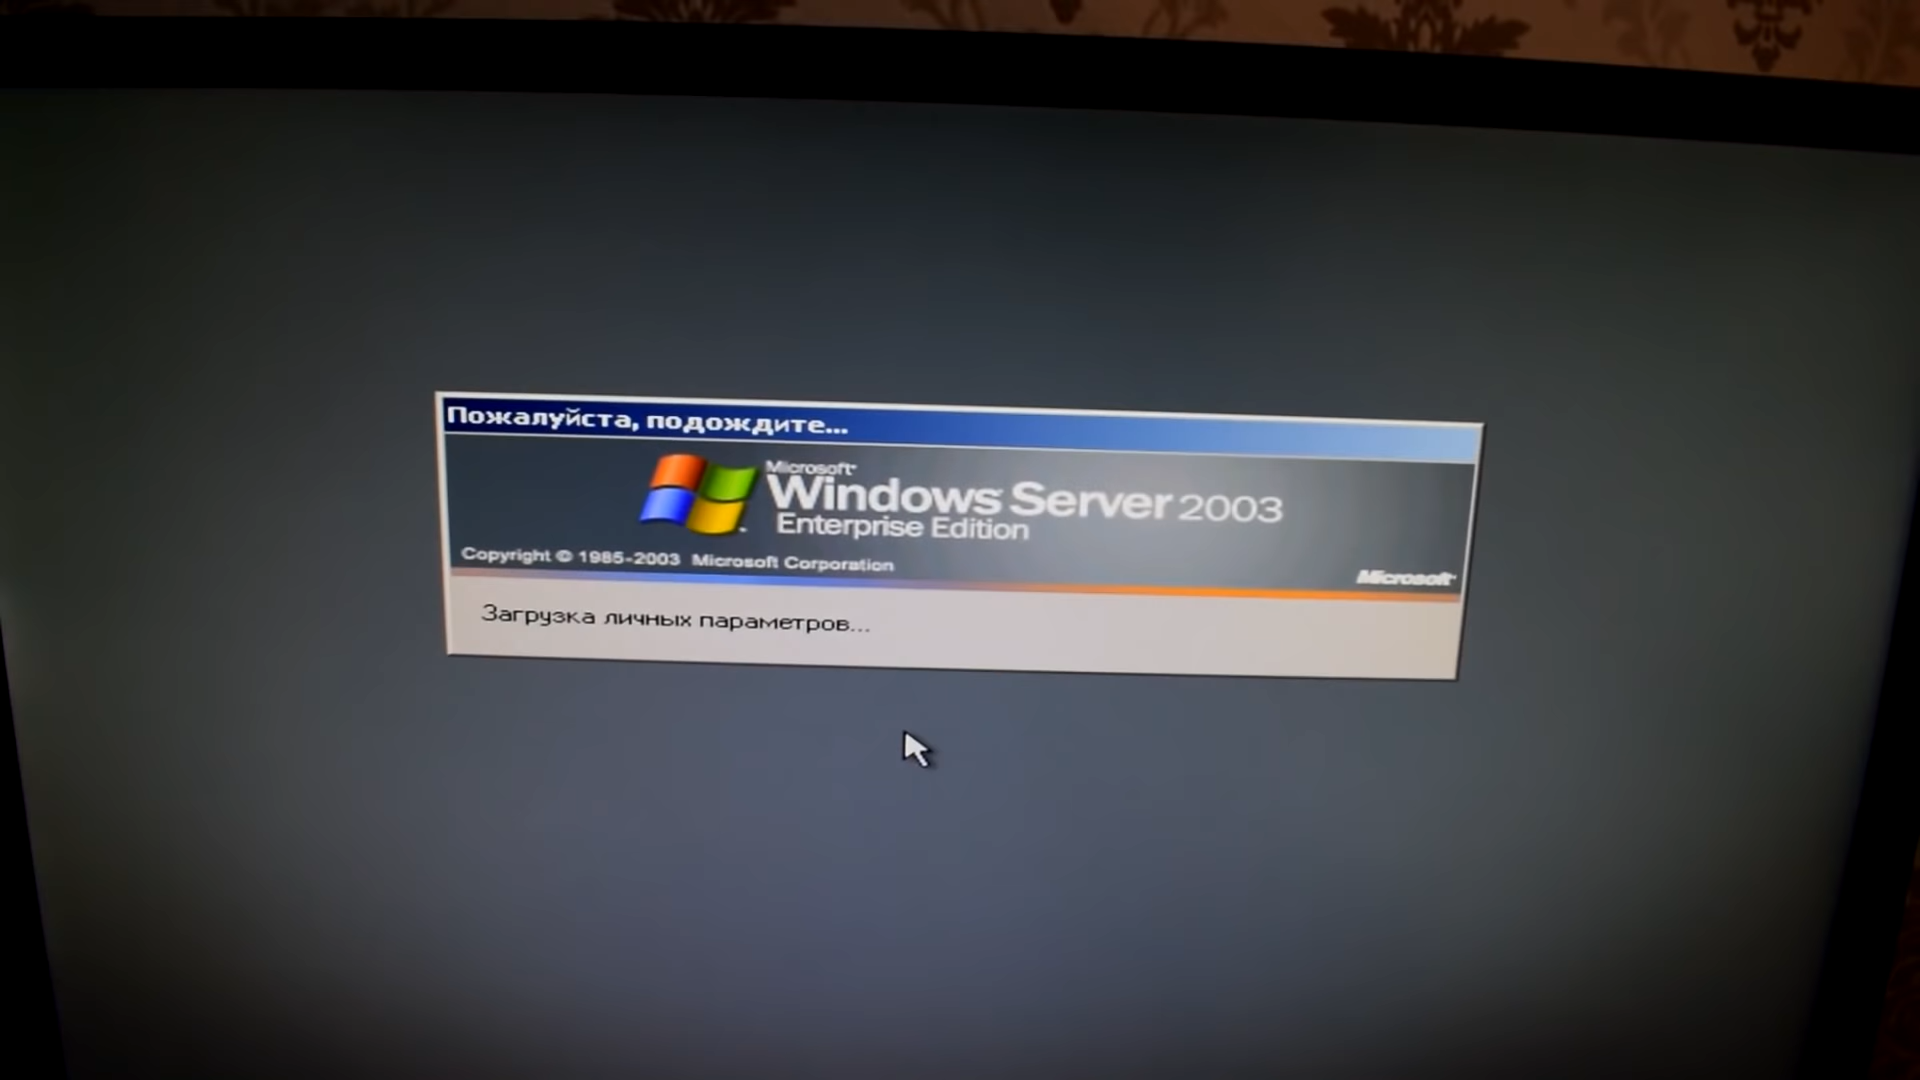 Пожалуйста, подождите...
Microsoft
Windows Server 2003
Enterprise Edition
Copyright © 1985-2003 Microsoft Corporation
Microsoft
Загрузка личных параметров...